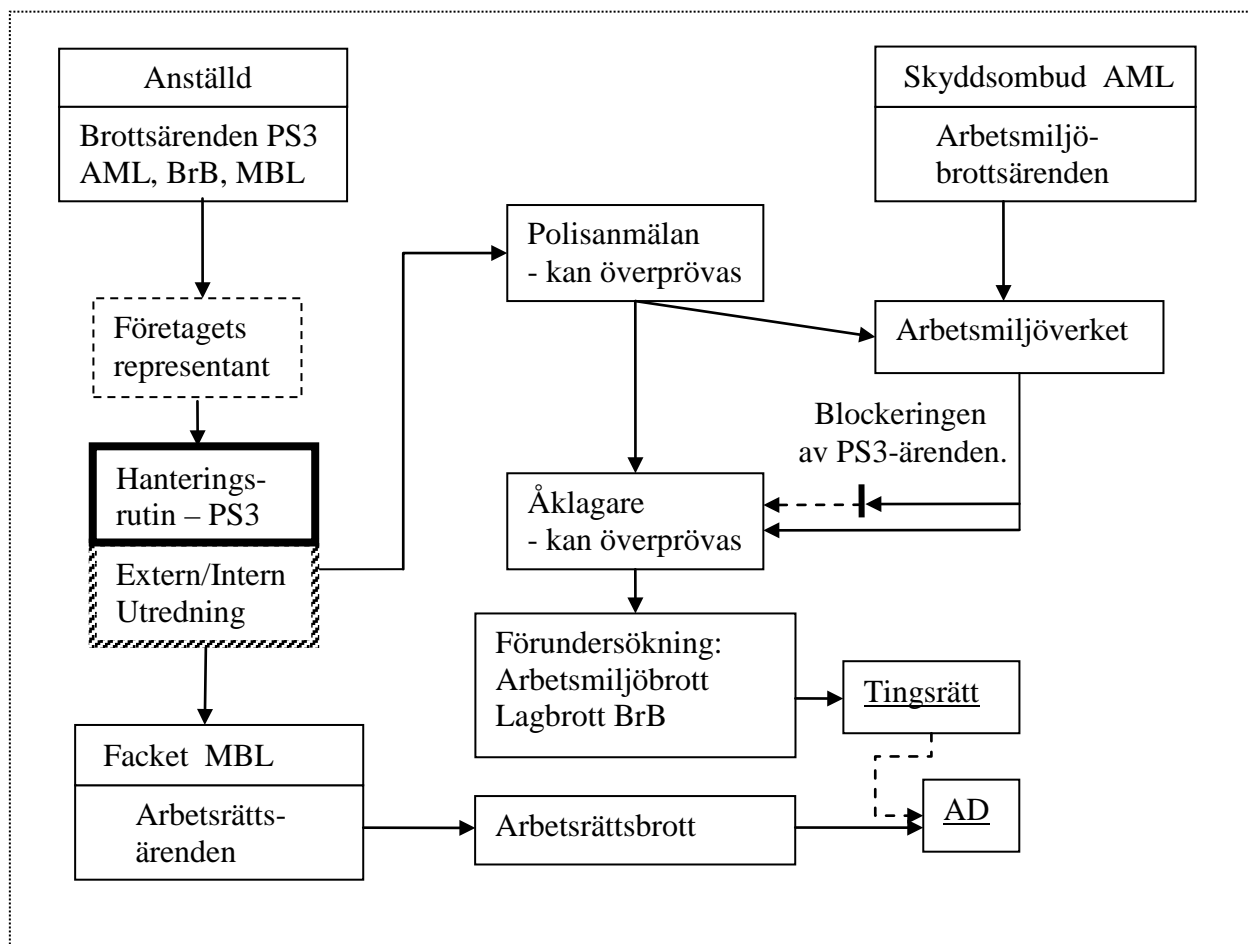 Anställd
Brottsärenden PS3
AML, BrB, MBL
Skyddsombud AML
Arbetsmiljö-
brottsärenden
Polisanmälan
- kan överprövas
Företagets
representant
Arbetsmiljöverket
Blockeringen
av PS3-ärenden.
Hanterings-
rutin – PS3
Åklagare
- kan överprövas
Extern/Intern
Utredning
Förundersökning:
Arbetsmiljöbrott
Lagbrott BrB
Tingsrätt
Facket MBL
Arbetsrätts-
ärenden
Arbetsrättsbrott
AD